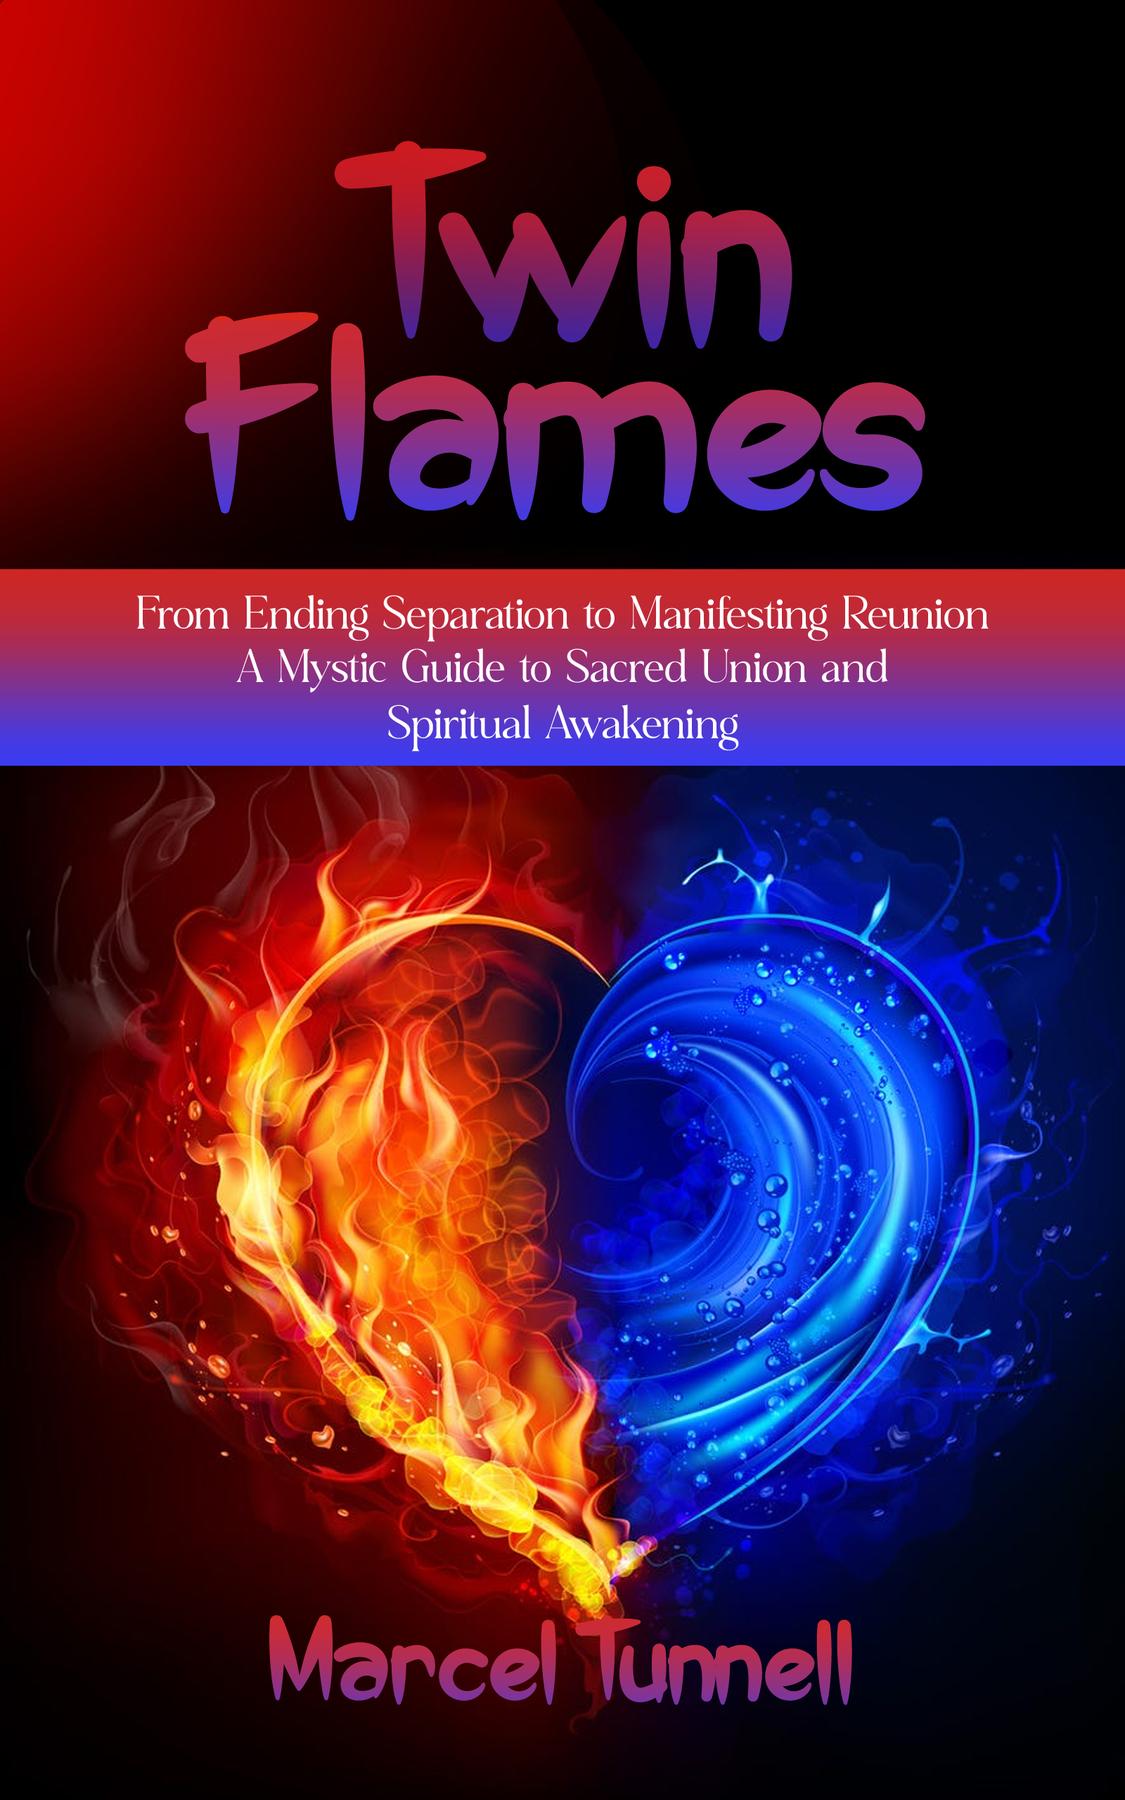 Twin
Flames
From Ending Separation to Manifesting Reunion
A Mystic Guide to Sacred Union and
Spiritual Awakening
Marcel Tunnell